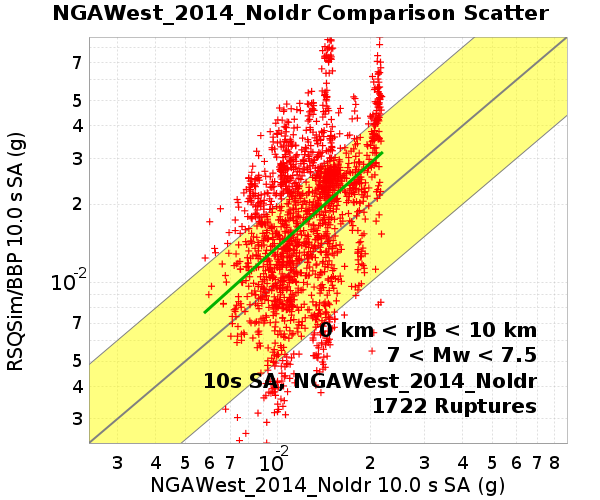 NGAWest_2014_NoIdr Comparison Scatter
RSQSim/BBP 10.0 s SA (g)
7
5
4
3
2
10-2
7
5
4
3
0 km < rJB < 10 km
7 < Mw < 7.5
10s SA, NGAWest_2014_NoIdr
1722 Ruptures
3 4 5 6 7 10-2 2 3 4 5 6 7 8
NGAWest_2014_NoIdr 10.0 s SA (g)